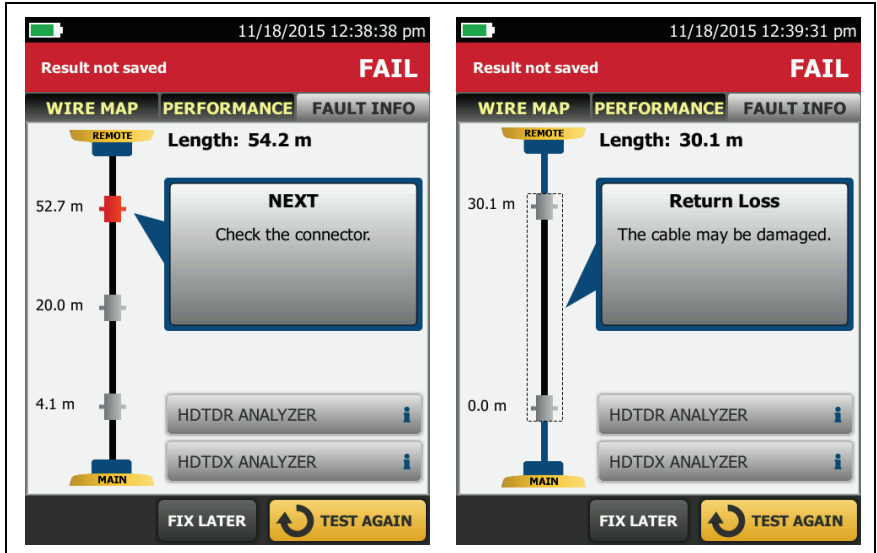 11/18/2015 12:38:38 pm
Result not saved FAIL
WIRE MAP PERFORMANCE FAULT INFO
REMOTE
Length: 54.2 m
52.7 m
NEXT
Check the connector.
20.0 m
4.1 m
HDTDR ANALYZER i
HDTDX ANALYZER i
MAIN
FIX LATER TEST AGAIN
11/18/2015 12:39:31 pm
Result not saved FAIL
WIRE MAP PERFORMANCE FAULT INFO
REMOTE
Length: 30.1 m
30.1 m
Return Loss
The cable may be damaged.
0.0 m
HDTDR ANALYZER i
HDTDX ANALYZER i
MAIN
FIX LATER TEST AGAIN